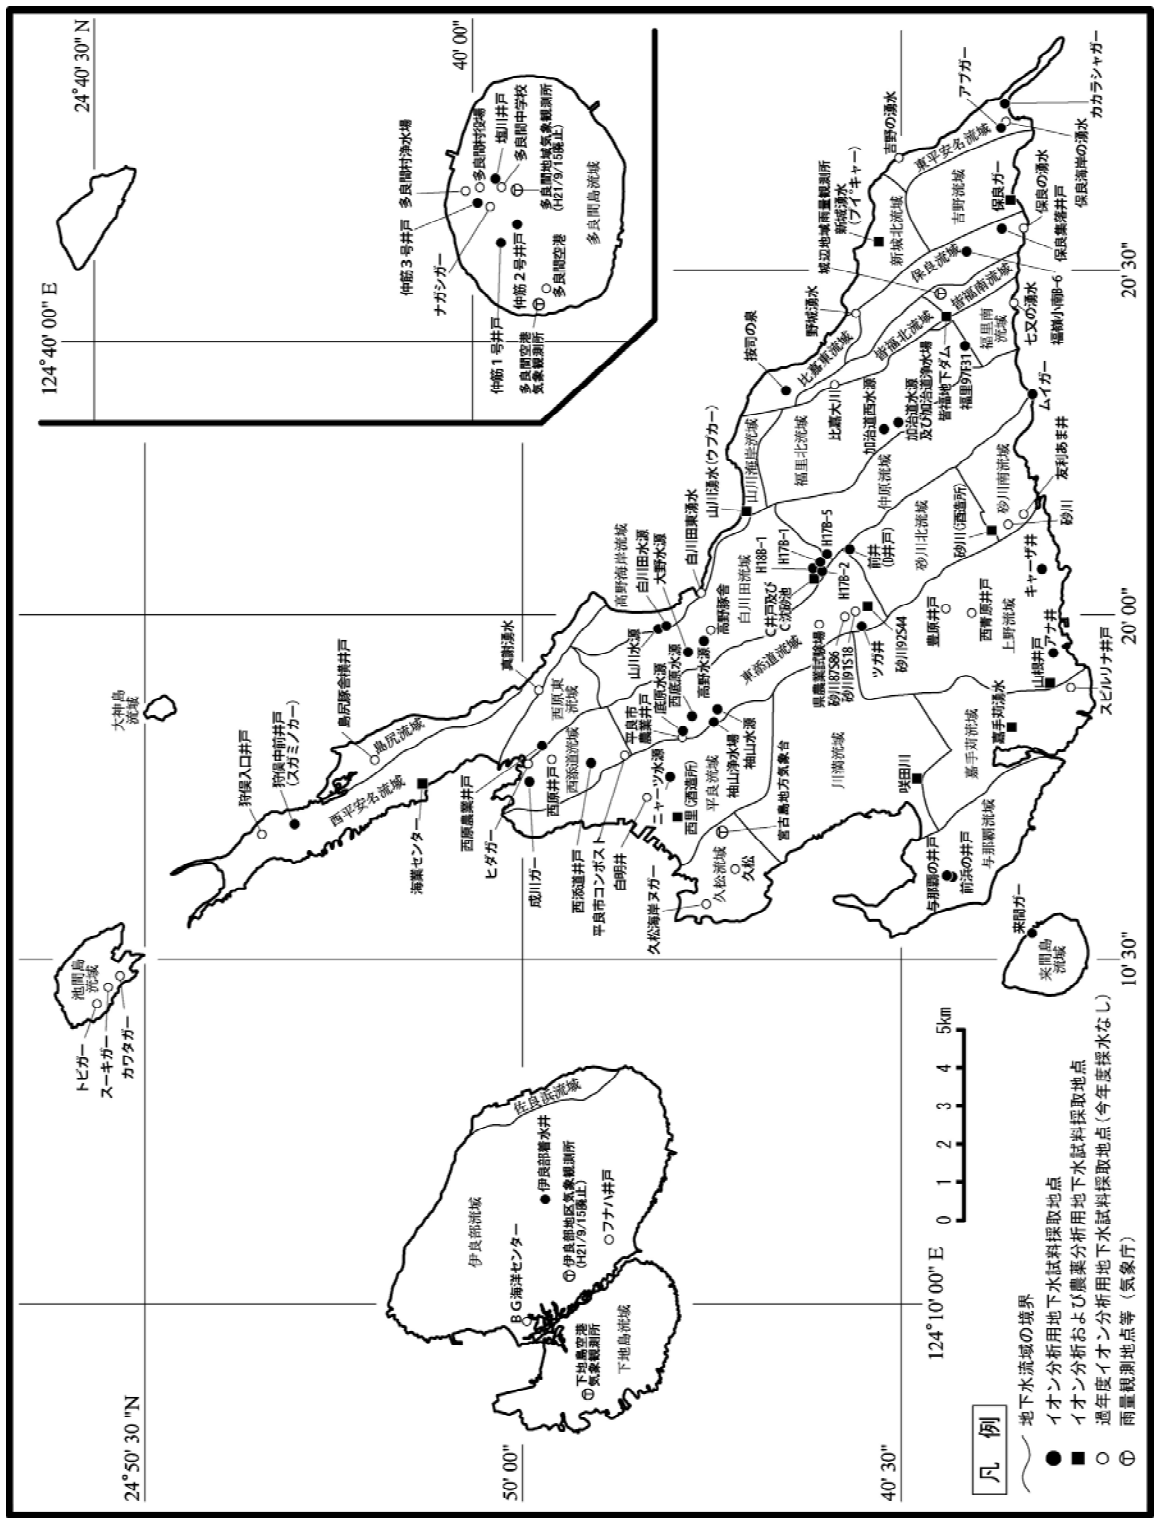 24°40' 30" N
124°40' 00" E
40' 00"
多良間村浄水場
多良間村役場
塩川井戸
多良間中学校
多良間地域気象観測所
(H21/9/15廃止)
多良間島流域
仲筋3号井戸
ナガシガー
仲筋2号井戸
多良間空港
仲筋1号井戸
多良間空港
気象観測所
24°50' 30 "N
50' 00"
40' 30"
124°10' 00" E
10' 30"
20' 00"
20' 30"
池間島
流域
トビガー
スーキガー
カワタガー
大神島
流域
狩俣入口井戸
狩俣中前井戸
(スガミノカー)
島尻豚舎横井戸
島尻流域
西平安名流域
海業センター
真謝湧水
西原東
流域
西原農業井戸
ヒダガー
成川ガー
西原井戸
西添道流域
西添道井戸
平良市コンポスト
白明井
久松海岸ヌガー
ニャーツ水源
西里(酒造所)
平良流域
久松流域
久松
宮古島地方気象台
平良市
農業井戸
底原水源
西底原水源
高野水源
袖山浄水場
袖山水源
山川水源
高野海岸流域
白川田水源
大野水源
白川田東湧水
高野豚舎
白川田流域
東添道流域
山川湧水(ウプカー)
山川海岸流域
C井戸及び
C沈砂池
H18B-1
H17B-1
H17B-5
H17B-2
前井
(0井戸)
県農業試験場
砂川87S86
砂川91S18
ツガ井
砂川92S44
豊原井戸
西青原井戸
上野流域
砂川北流域
砂川(酒造所)
砂川南流域
友利あま井
砂川
キャーザ井
アナ井
山根井戸
スビルリナ井戸
川満流域
咲田川
嘉手苅流域
嘉手苅湧水
与那覇流域
与那覇の井戸
前浜の井戸
来間ガー
来間島
流域
按司の泉
福里北流域
比嘉東流域
比嘉大川
仲原流域
加治道西水源
加治道水源
及び加治道浄水場
皆福地下ダム
福里97F31
皆福北流域
皆福南流域
福里南
流域
ムイガー
七又の湧水
福嶺小南B-6
野城湧水
城辺地域雨量観測所
新城湧水
(ブイ゚キャー)
新城北流域
保良流域
吉野流域
吉野の湧水
東平安名流域
アブガー
カカラシャガー
保良海岸の湧水
保良ガー
保良の湧水
保良集落井戸
佐良浜流域
伊良部流域
伊良部着水井
伊良部地区気象観測所
(H21/9/15廃止)
フナハ井戸
BG海洋センター
下地島空港
気象観測所
下地島流域
0 1 2 3 4 5km
凡 例
地下水流域の境界
イオン分析用地下水試料採取地点
イオン分析および農薬分析用地下水試料採取地点
過年度イオン分析用地下水試料採取地点(今年度採水なし)
雨量観測地点等(気象庁)